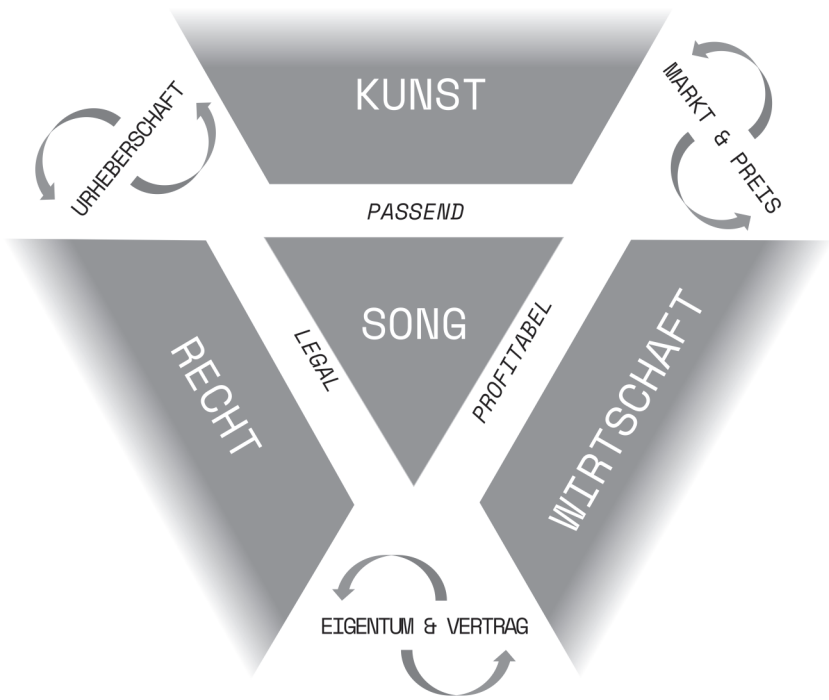 KUNST
URHEBERSCHAFT
MARKT & PREIS
PASSEND
SONG
LEGAL
PROFITABEL
RECHT
WIRTSCHAFT
EIGENTUM & VERTRAG